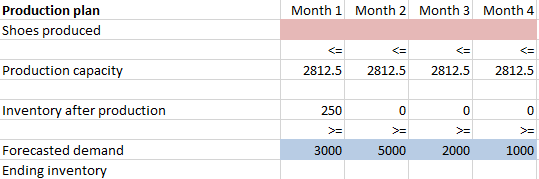 Production plan Month 1 Month 2 Month 3 Month 4
Shoes produced
<= <= <= <=
Production capacity 2812.5 2812.5 2812.5 2812.5
Inventory after production 250 0 0 0
>= >= >= >=
Forecasted demand 3000 5000 2000 1000
Ending inventory